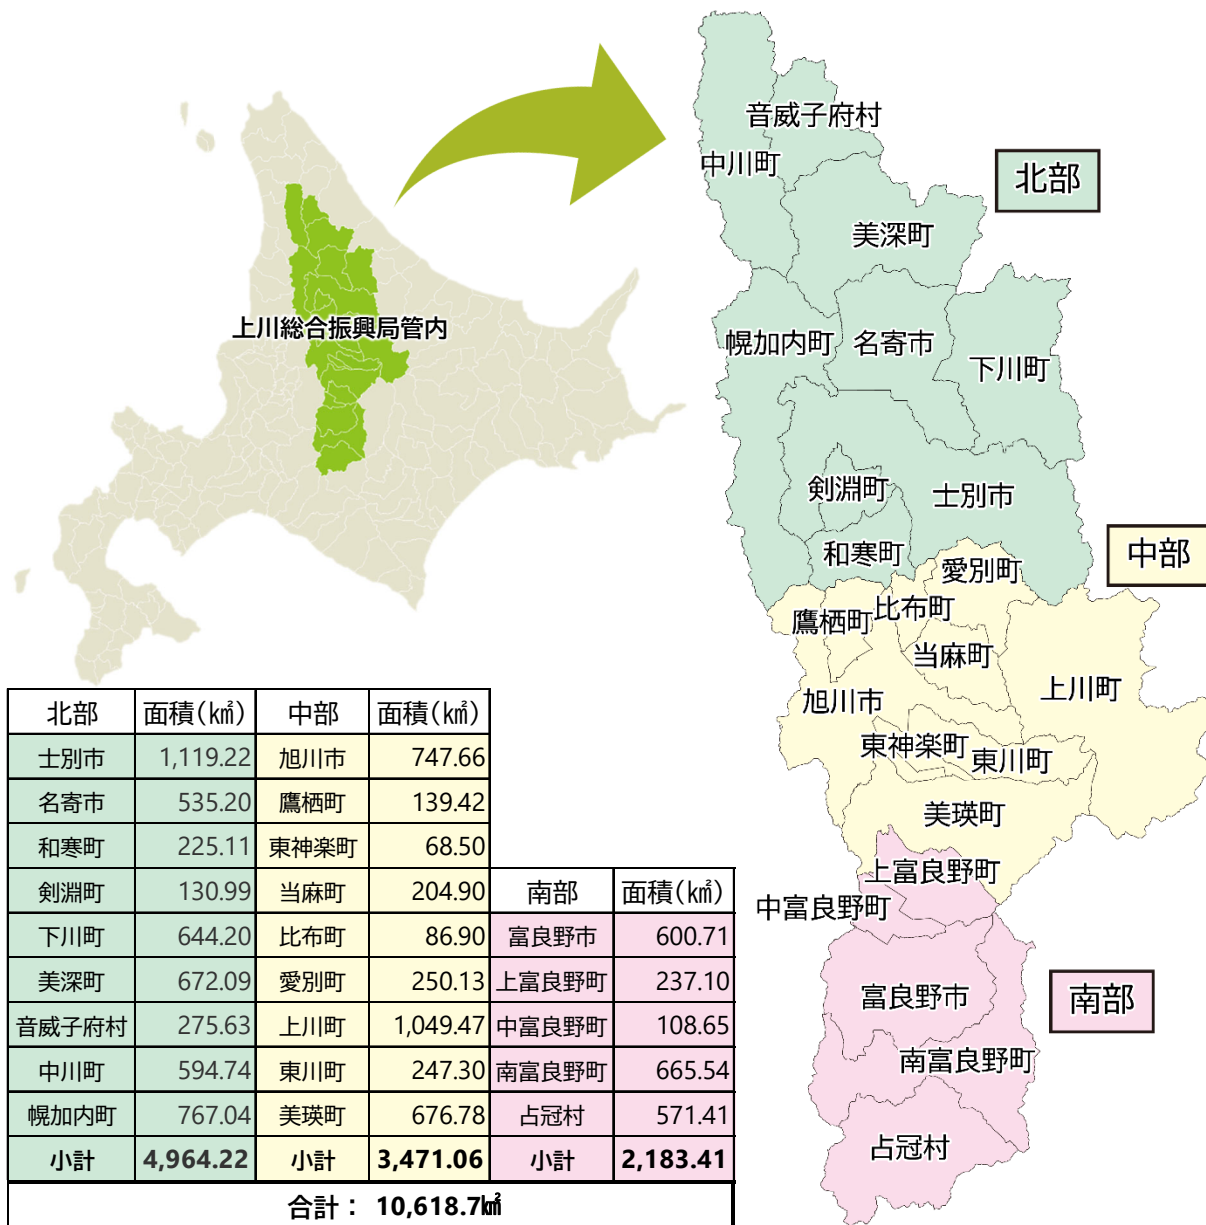 音威子府村
中川町
北部
美深町
上川総合振興局管内
幌加内町
名寄市
下川町
剣淵町
士別市
和寒町
中部
愛別町
比布町
鷹栖町
当麻町
上川町
旭川市
東神楽町
東川町
美瑛町
上富良野町
中富良野町
富良野市
南部
南富良野町
占冠村
北部 面積(㎢) 中部 面積(㎢)
士別市 1,119.22 旭川市 747.66
名寄市 535.20 鷹栖町 139.42
和寒町 225.11 東神楽町 68.50
剣淵町 130.99 当麻町 204.90 南部 面積(㎢)
下川町 644.20 比布町 86.90 富良野市 600.71
美深町 672.09 愛別町 250.13 上富良野町 237.10
音威子府村 275.63 上川町 1,049.47 中富良野町 108.65
中川町 594.74 東川町 247.30 南富良野町 665.54
幌加内町 767.04 美瑛町 676.78 占冠村 571.41
小計 4,964.22 小計 3,471.06 小計 2,183.41
合計： 10,618.7㎢